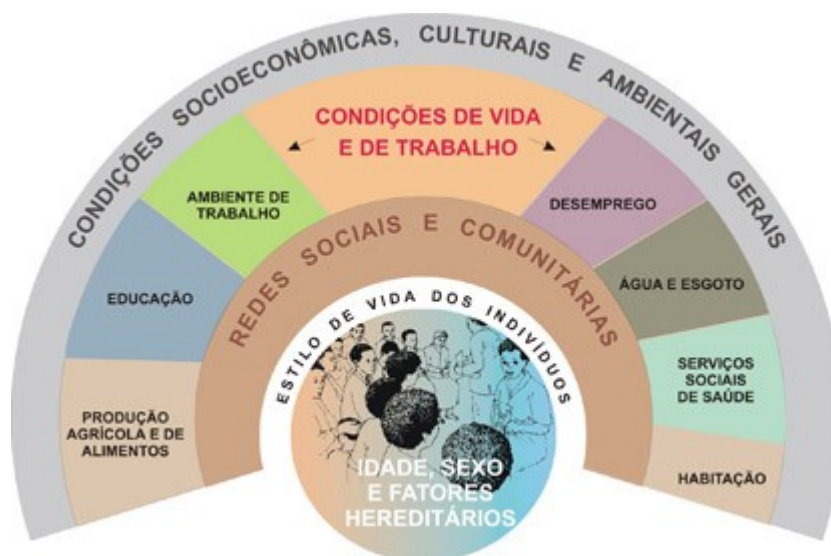 CONDIÇÕES SOCIOECONÔMICAS, CULTURAIS E AMBIENTAIS GERAIS
CONDIÇÕES DE VIDA
E DE TRABALHO
AMBIENTE DE
TRABALHO
DESEMPREGO
EDUCAÇÃO
ÁGUA E ESGOTO
PRODUÇÃO
AGRÍCOLA E DE
ALIMENTOS
SERVIÇOS
SOCIAIS
DE SAÚDE
HABITAÇÃO
REDES SOCIAIS E COMUNITÁRIAS
ESTILO DE VIDA DOS INDIVÍDUOS
IDADE, SEXO
E FATORES
HEREDITÁRIOS